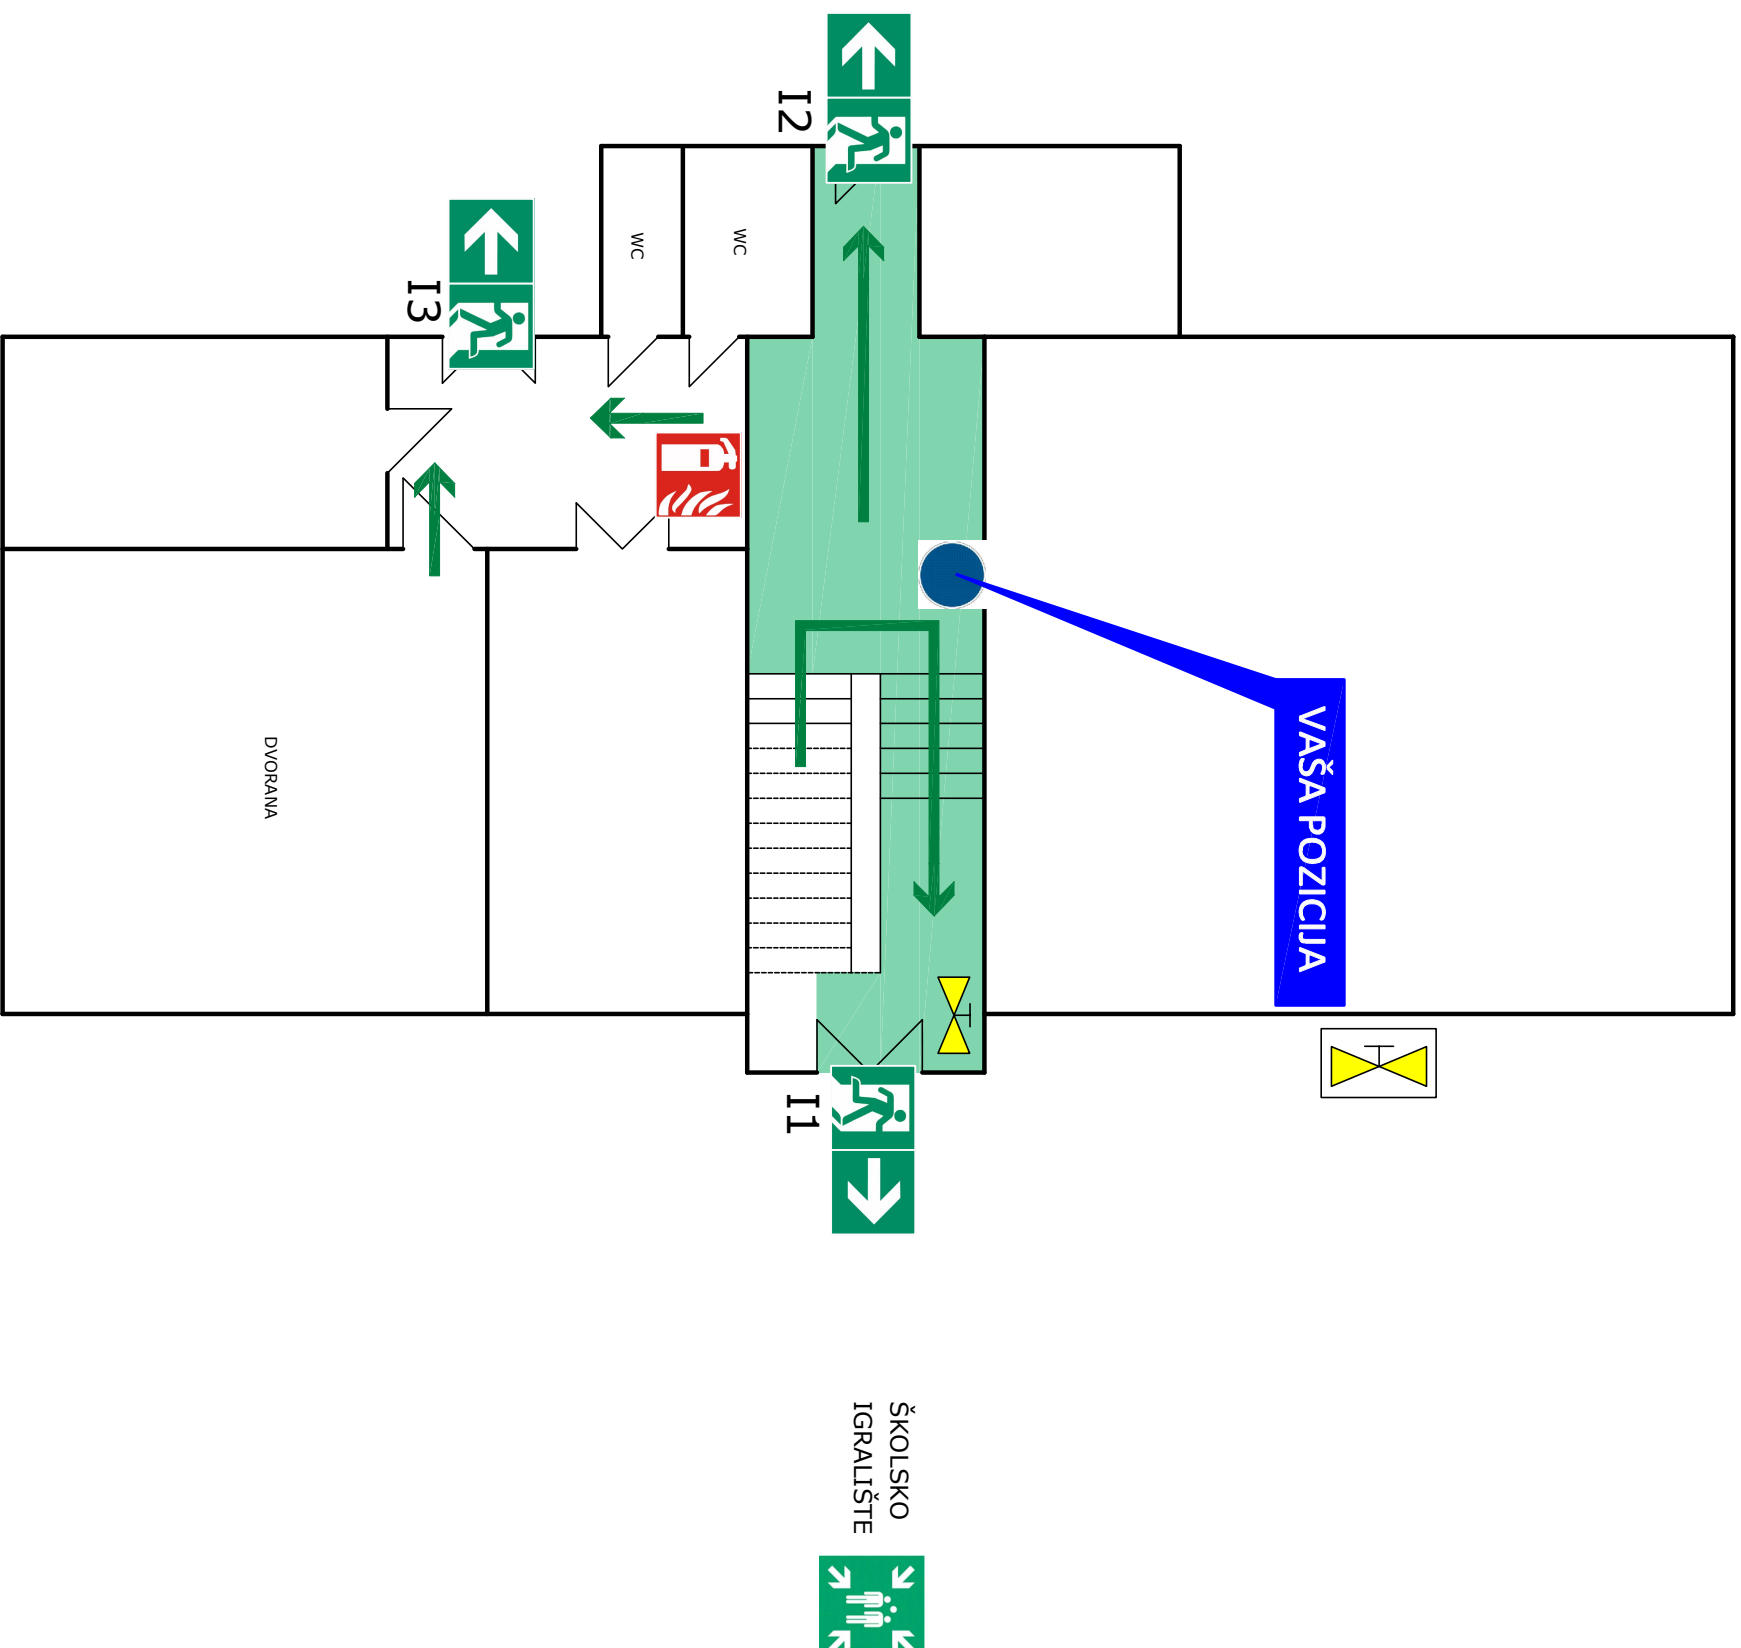 I2
I3
WC
WC
DVORANA
VAŠA POZICIJA
I1
ŠKOLSKO
IGRALIŠTE